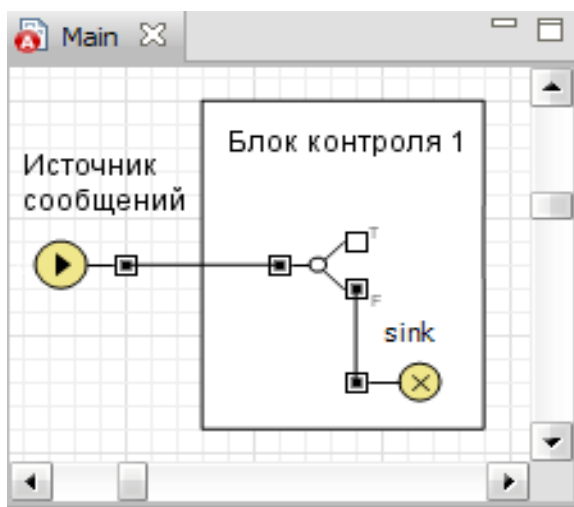 Main
Блок контроля 1
Источник
сообщений
T
F
sink